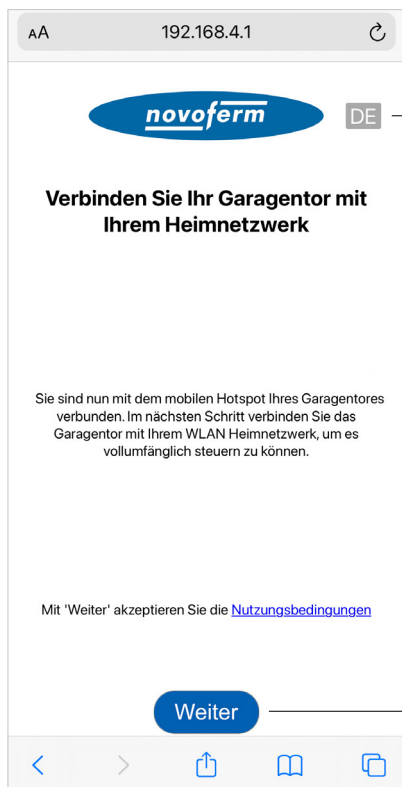 AA
192.168.4.1
novoferm
DE
Verbinden Sie Ihr Garagentor mit
Ihrem Heimnetzwerk
Sie sind nun mit dem mobilen Hotspot Ihres Garagentores
verbunden. Im nächsten Schritt verbinden Sie das
Garagentor mit Ihrem WLAN Heimnetzwerk, um es
vollumfänglich steuern zu können.
Mit 'Weiter' akzeptieren Sie die Nutzungsbedingungen
Weiter